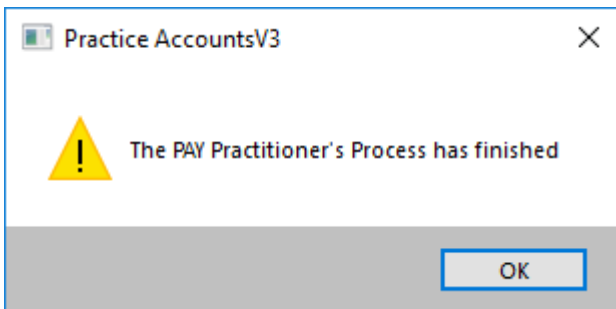 Practice AccountsV3
The PAY Practitioner's Process has finished
OK